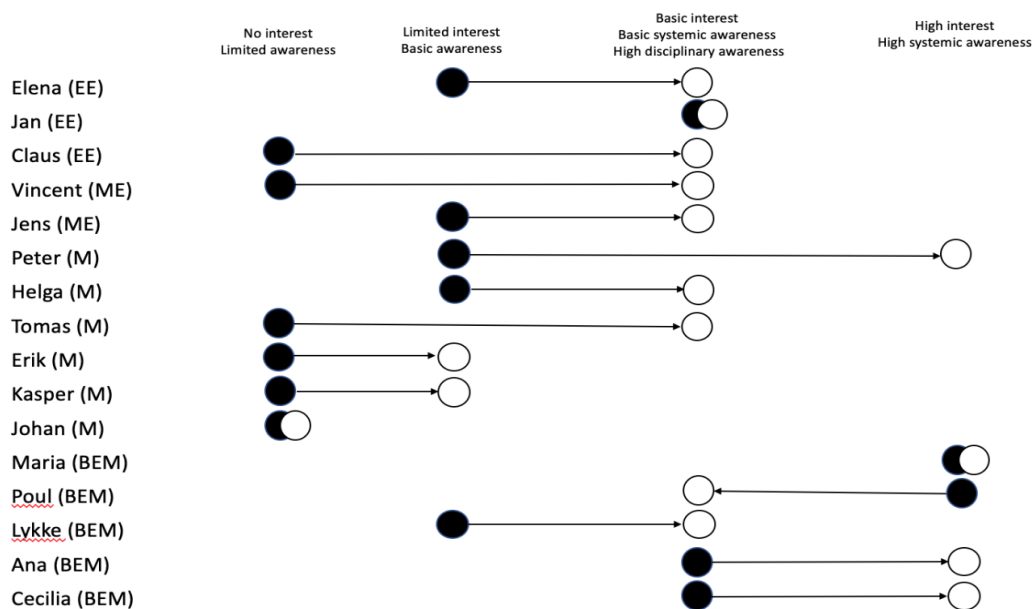 No interest
Limited awareness
Limited interest
Basic awareness
Basic interest
Basic systemic awareness
High disciplinary awareness
High interest
High systemic awareness
Elena (EE)
Jan (EE)
Claus (EE)
Vincent (ME)
Jens (ME)
Peter (M)
Helga (M)
Tomas (M)
Erik (M)
Kasper (M)
Johan (M)
Maria (BEM)
Poul (BEM)
Lykke (BEM)
Ana (BEM)
Cecilia (BEM)